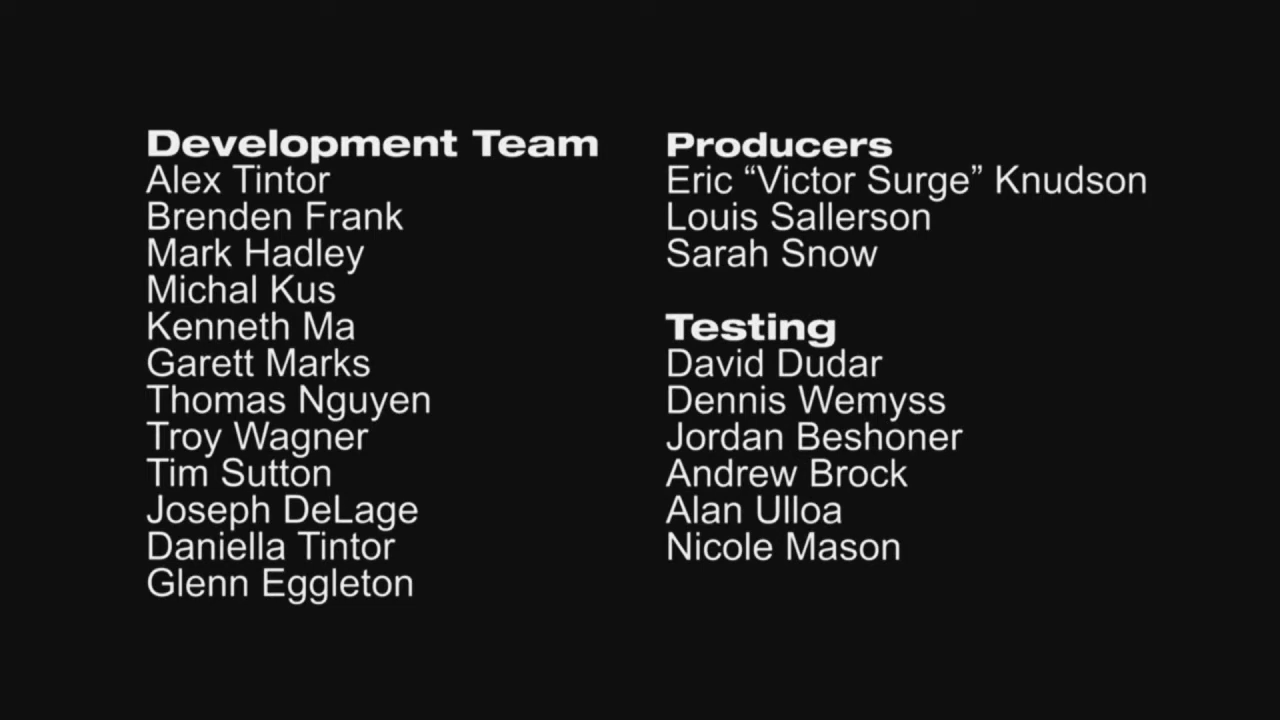 Development Team
Alex Tintor
Brenden Frank
Mark Hadley
Michal Kus
Kenneth Ma
Garett Marks
Thomas Nguyen
Troy Wagner
Tim Sutton
Joseph DeLage
Daniella Tintor
Glenn Eggleton
Producers
Eric “Victor Surge” Knudson
Louis Sallerson
Sarah Snow
Testing
David Dudar
Dennis Wemyss
Jordan Beshoner
Andrew Brock
Alan Ulloa
Nicole Mason